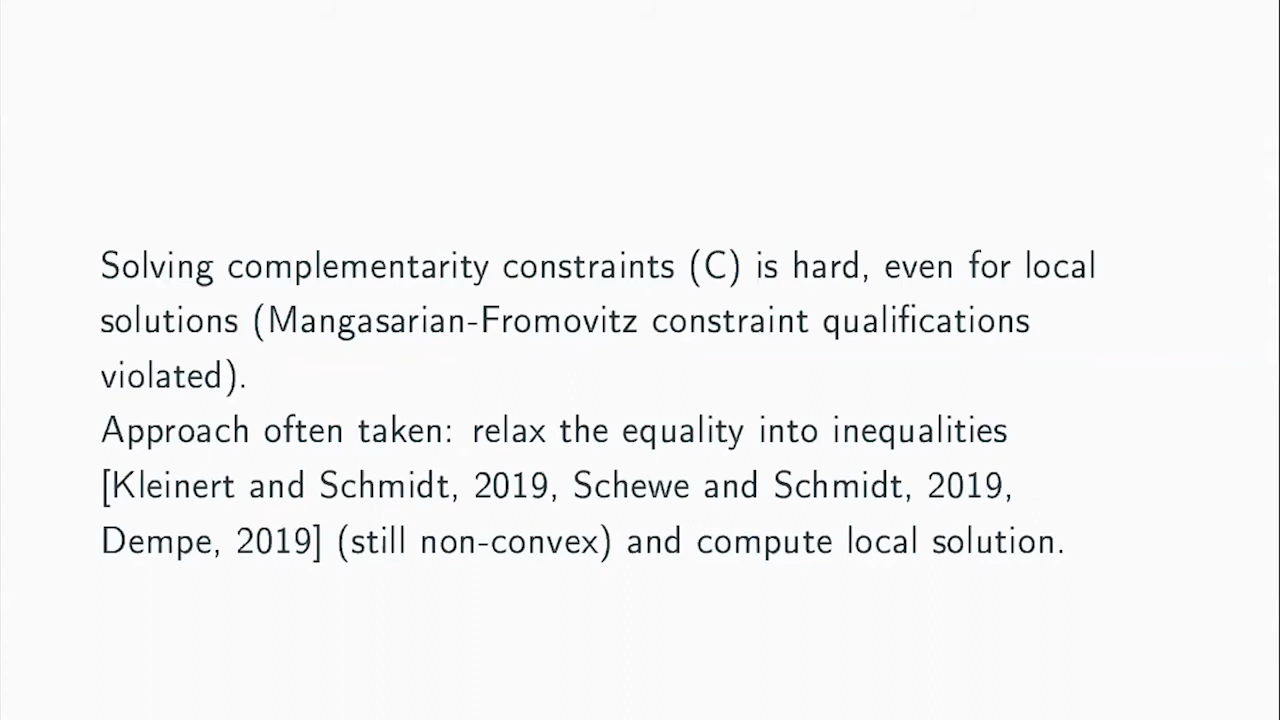 Solving complementarity constraints (C) is hard, even for local
solutions (Mangasarian-Fromovitz constraint qualifications
violated).
Approach often taken: relax the equality into inequalities
[Kleinert and Schmidt, 2019, Schewe and Schmidt, 2019,
Dempe, 2019] (still non-convex) and compute local solution.